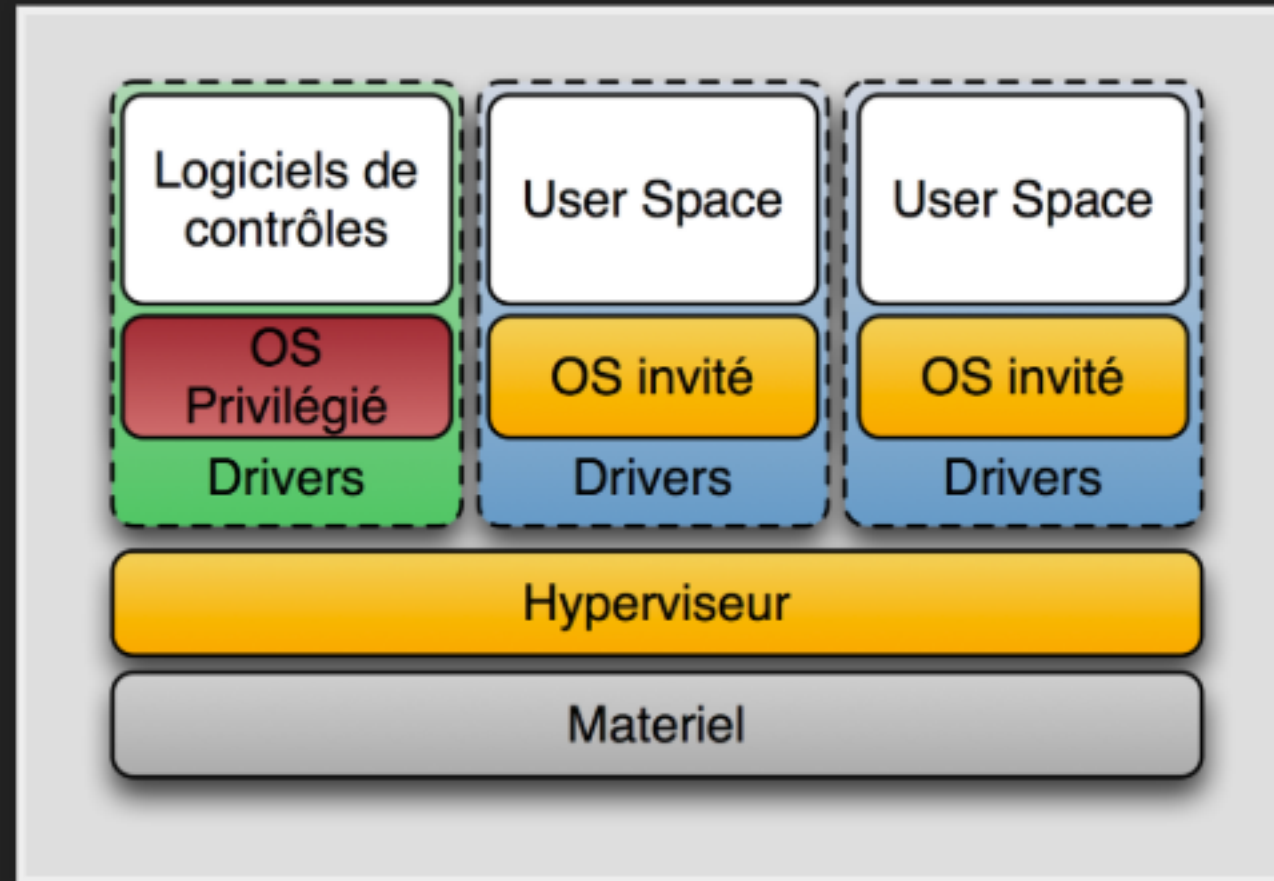 Logiciels de
contrôles
User Space
User Space
OS
Privilégié
OS invité
OS invité
Drivers
Drivers
Drivers
Hyperviseur
Materiel